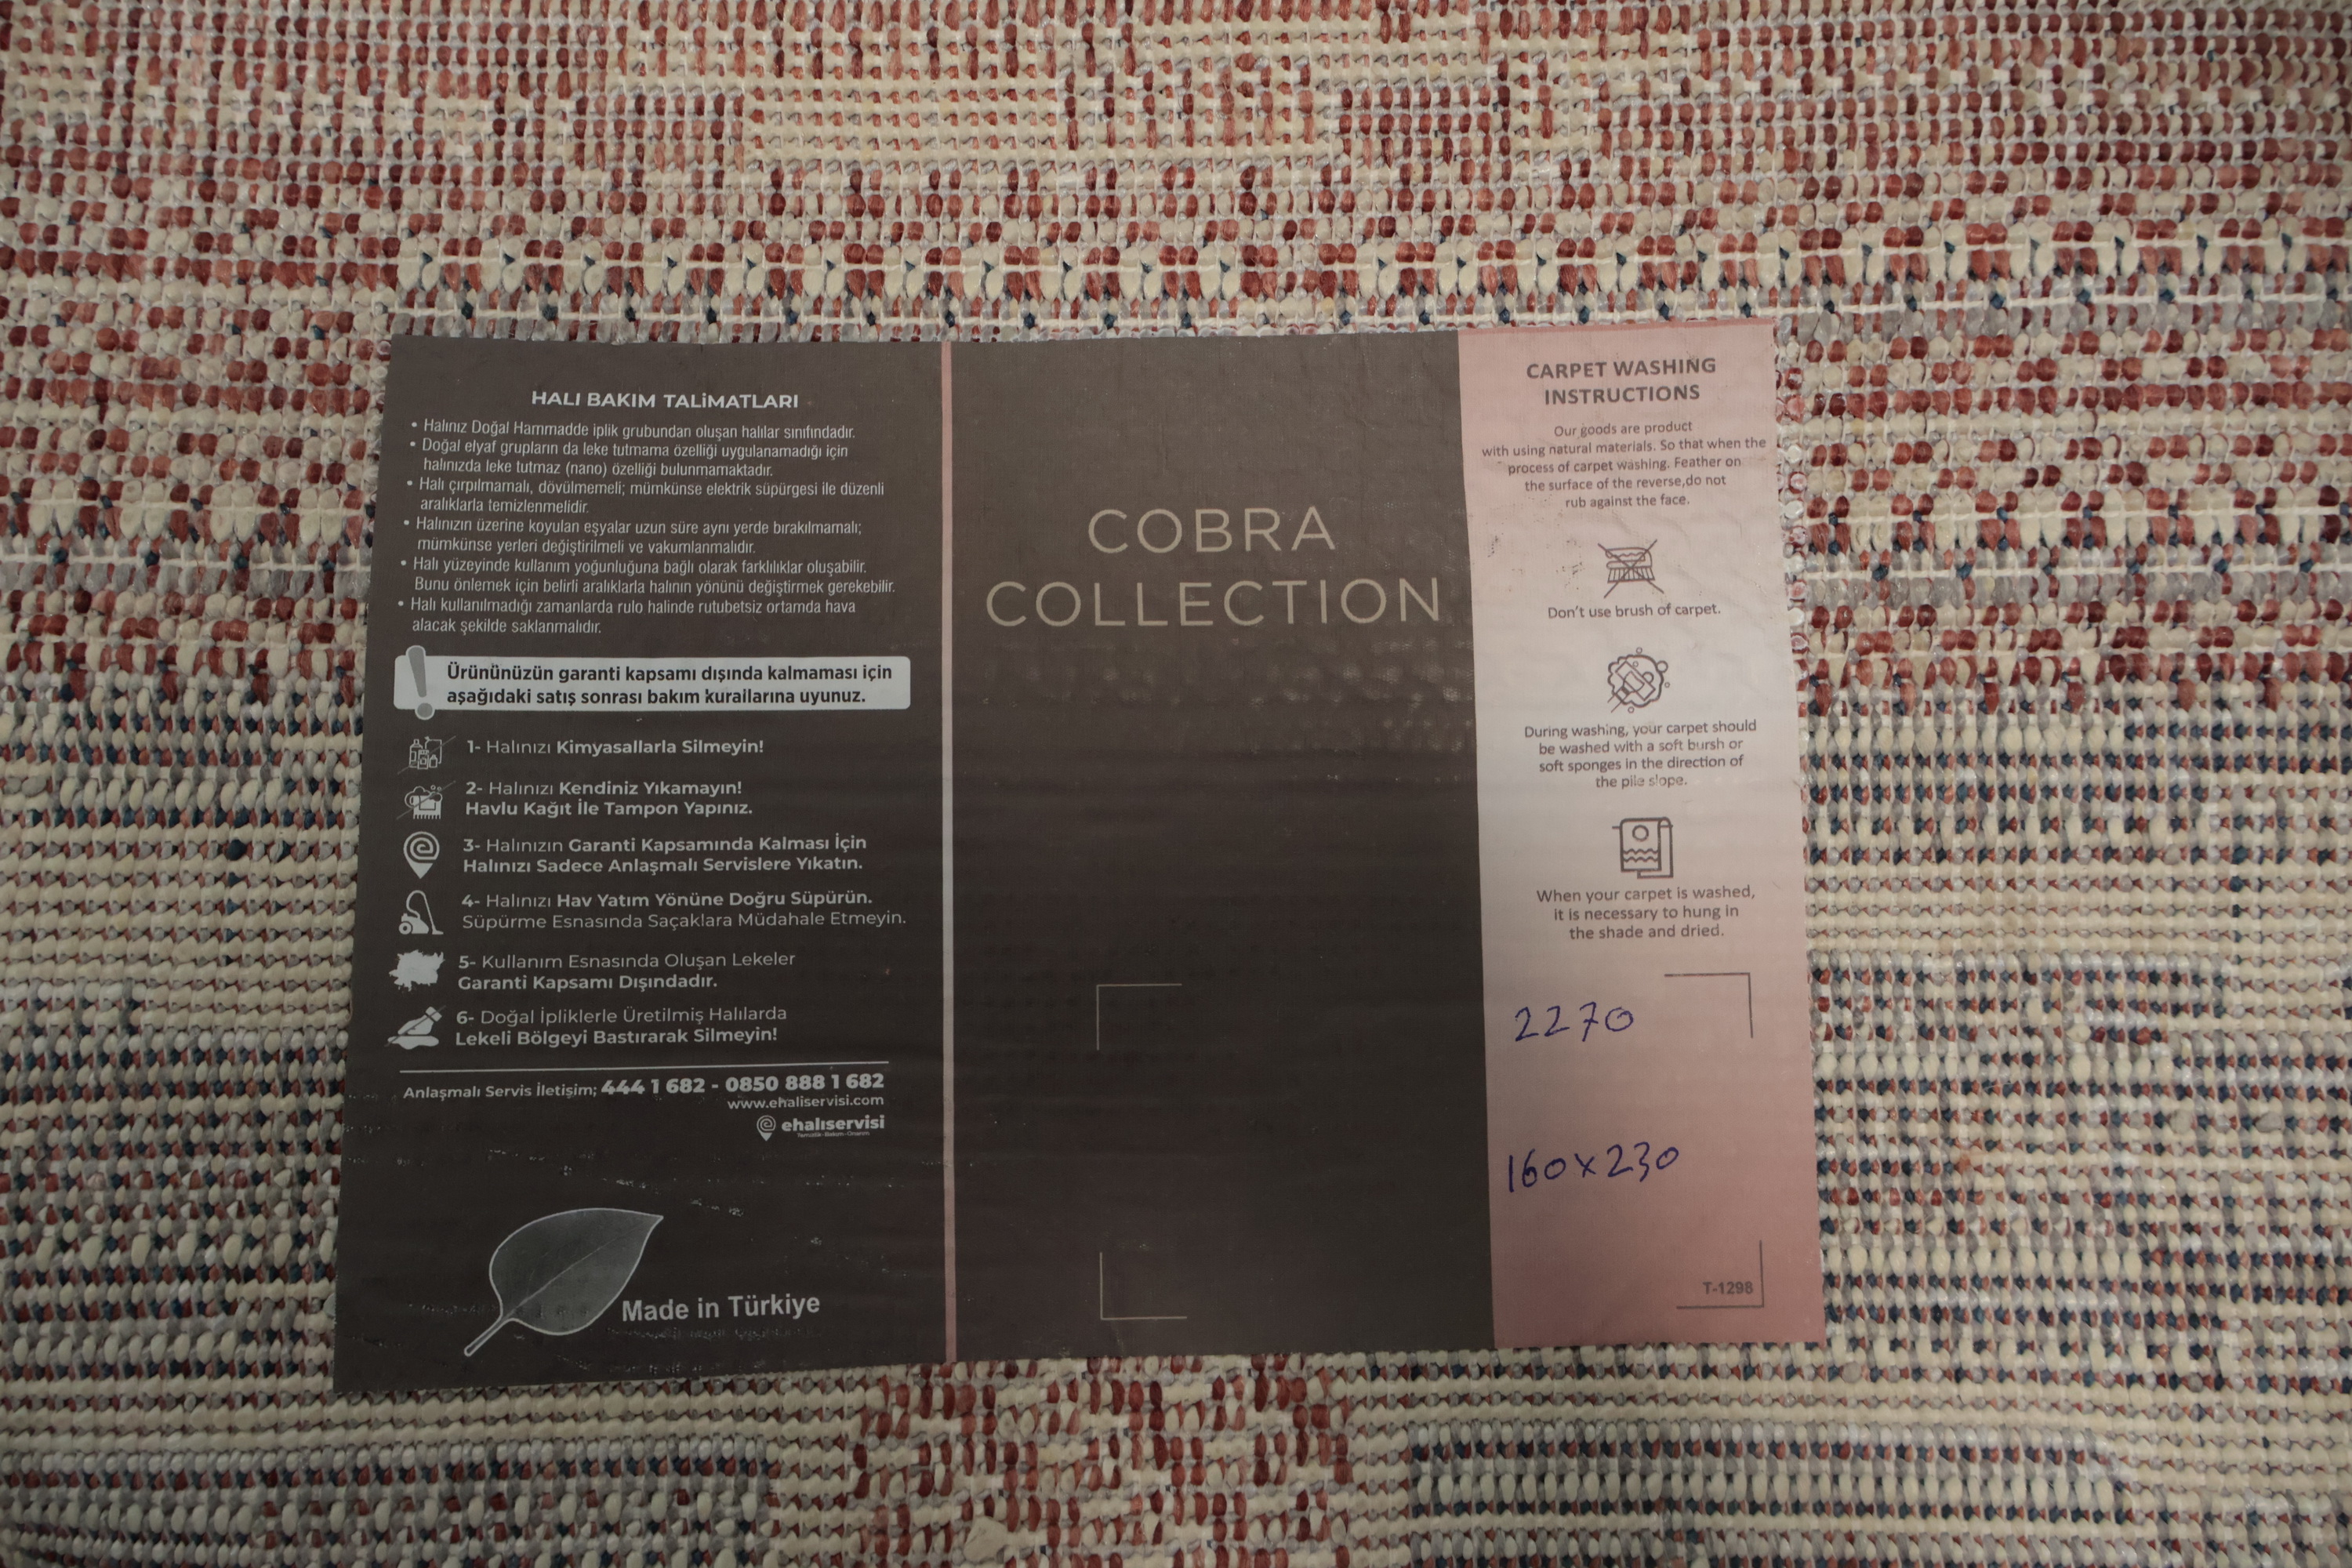 HALI BAKIM TALİMATLARI
• Halınız Doğal Hammadde iplik grubundan oluşan halılar sınıfındadır.
• Doğal elyaf grupların da leke tutmama özelliği uygulanamadığı için
halınızda leke tutmaz (nano) özelliği bulunmamaktadır.
• Halı çırpılmamalı, dövülmemeli; mümkünse elektrik süpürgesi ile düzenli
aralıklarla temizlenmelidir.
• Halınızın üzerine koyulan eşyalar uzun süre aynı yerde bırakılmamalı;
mümkünse yerleri değiştirilmeli ve vakumlanmalıdır.
• Halı yüzeyinde kullanım yoğunluğuna bağlı olarak farklılıklar oluşabilir.
Bunu önlemek için belirli aralıklarla halının yönünü değiştirmek gerekebilir.
• Halı kullanılmadığı zamanlarda rulo halinde rutubetsiz ortamda hava
alacak şekilde saklanmalıdır.
Ürününüzün garanti kapsamı dışında kalmaması için
aşağıdaki satış sonrası bakım kurallarına uyunuz.
1- Halınızı Kimyasallarla Silmeyin!
2- Halınızı Kendiniz Yıkamayın!
Havlu Kağıt İle Tampon Yapınız.
3- Halınızın Garanti Kapsamında Kalması İçin
Halınızı Sadece Anlaşmalı Servislere Yıkatın.
4- Halınızı Hav Yatım Yönüne Doğru Süpürün.
Süpürme Esnasında Saçaklara Müdahale Etmeyin.
5- Kullanım Esnasında Oluşan Lekeler
Garanti Kapsamı Dışındadır.
6- Doğal İpliklerle Üretilmiş Halılarda
Lekeli Bölgeyi Bastırarak Silmeyin!
Anlaşmalı Servis İletişim; 444 1 682 - 0850 888 1 682
www.ehaliservisi.com
ehalıservisi
Temizlik-Bakım-Onarım
Made in Türkiye
COBRA
COLLECTION
CARPET WASHING
INSTRUCTIONS
Our goods are product
with using natural materials. So that when the
process of carpet washing. Feather on
the surface of the reverse,do not
rub against the face.
Don't use brush of carpet.
During washing, your carpet should
be washed with a soft bursh or
soft sponges in the direction of
the pile slope.
When your carpet is washed,
it is necessary to hung in
the shade and dried.
2270
160x230
T-1298